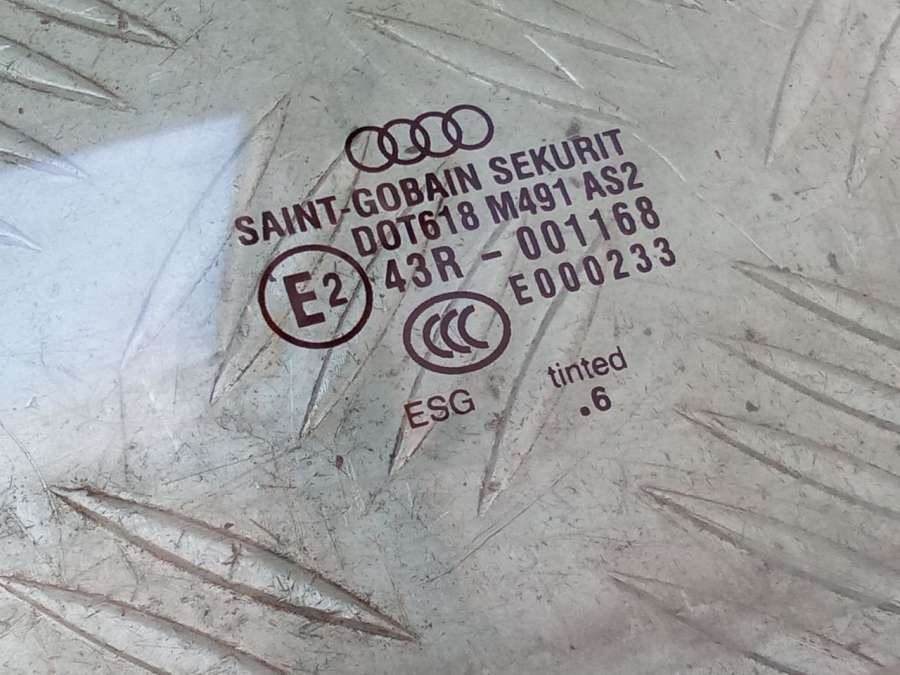 SAINT-GOBAIN SEKURIT
DOT618 M491 AS2
E2 43R - 001168
CCC E000233
ESG tinted
.6